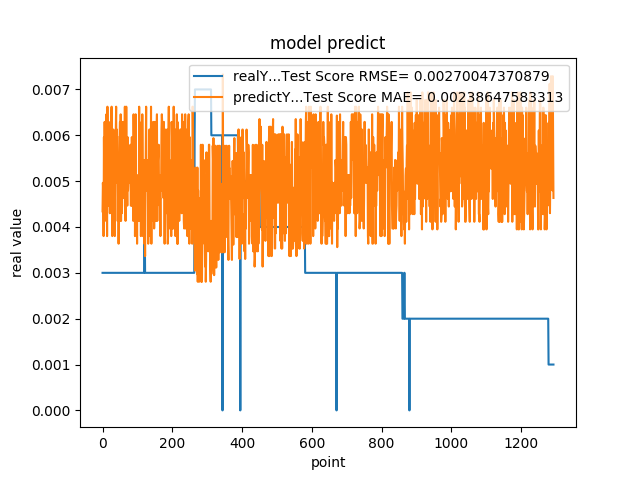 model predict
realY...Test Score RMSE= 0.00270047370879
predictY...Test Score MAE= 0.00238647583313
0.007
0.006
0.005
0.004
0.003
0.002
0.001
0.000
real value
0 200 400 600 800 1000 1200
point